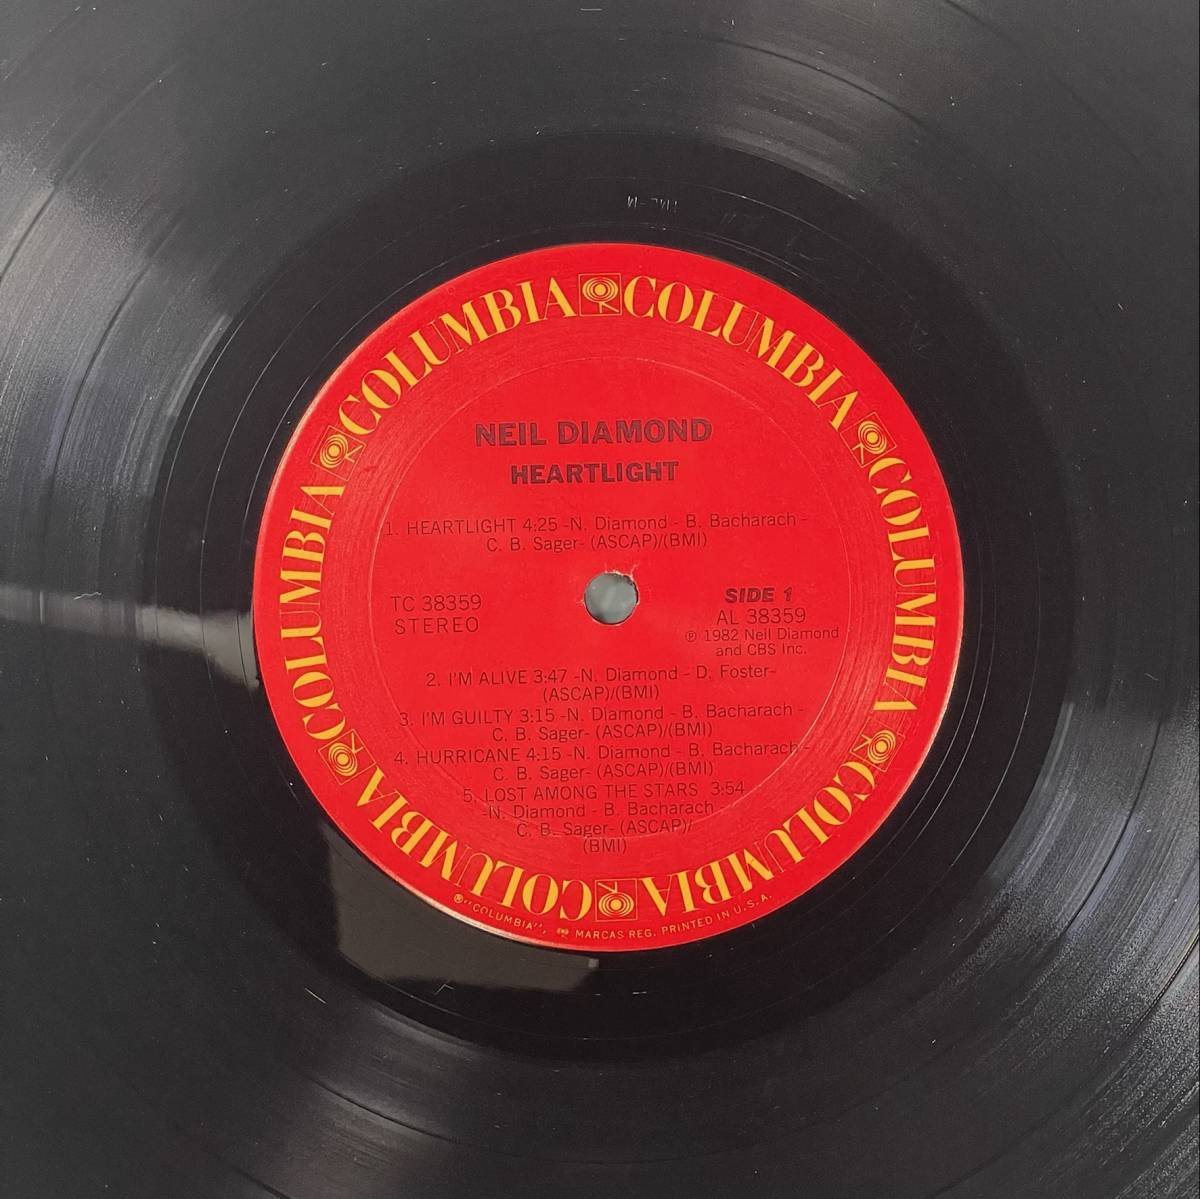 COLUMBIA COLUMBIA COLUMBIA COLUMBIA COLUMBIA COLUMBIA
NEIL DIAMOND
HEARTLIGHT
1. HEARTLIGHT 4:25 -N. Diamond - B. Bacharach -
C. B. Sager- (ASCAP)/(BMI)
TC 38359
STEREO
SIDE 1
AL 38359
℗ 1982 Neil Diamond
and CBS Inc.
2. I'M ALIVE 3:47 -N. Diamond - D. Foster-
(ASCAP)/(BMI)
3. I'M GUILTY 3:15 -N. Diamond - B. Bacharach -
C. B. Sager- (ASCAP)/(BMI)
4. HURRICANE 4:15 -N. Diamond - B. Bacharach -
C. B. Sager- (ASCAP)/(BMI)
5. LOST AMONG THE STARS 3:54
-N. Diamond - B. Bacharach -
C. B. Sager- (ASCAP)/
(BMI)
®"COLUMBIA", MARCAS REG. PRINTED IN U.S.A.